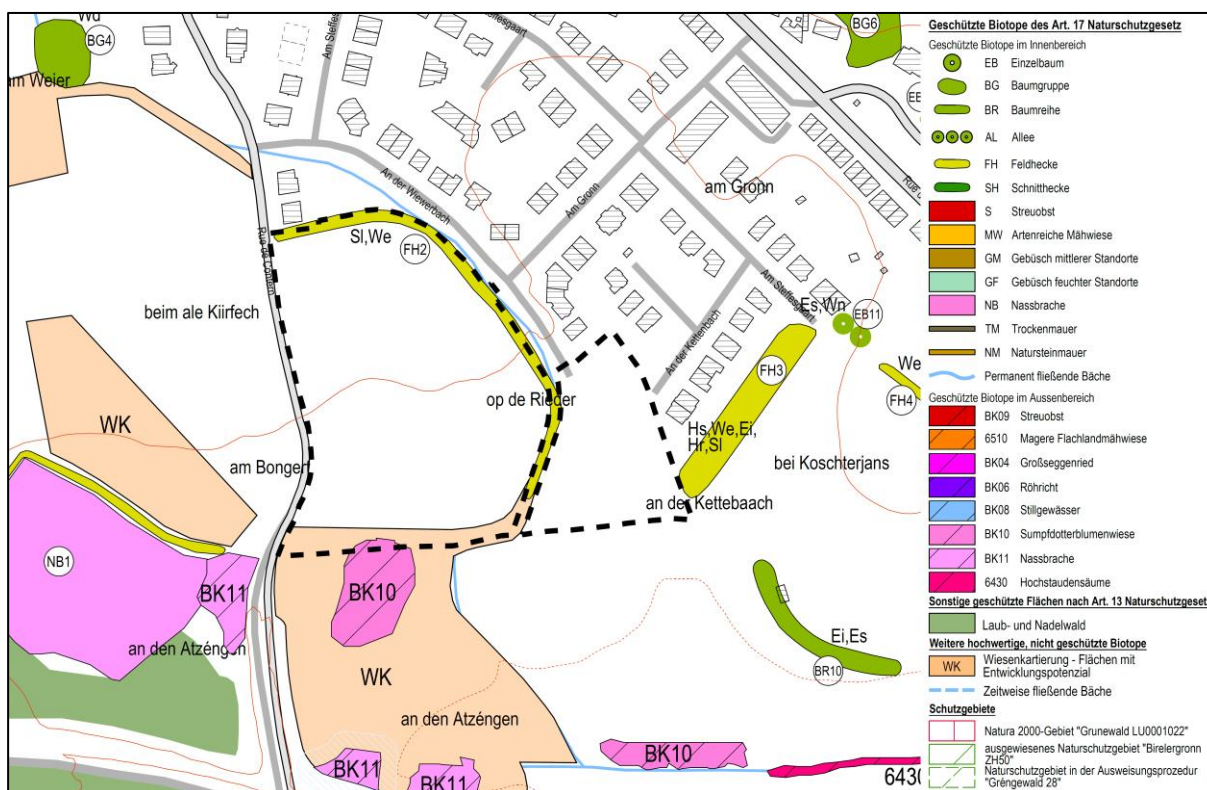 Wd
BG4
am Weier
Am Steffesgaart
BG6
An der Wiewerbach
Am Gronn
am Gronn
Rue de Contern
Sl,We
FH2
Am Steffesgaart
An der Kettenbach
Es,Wn
EB11
We
FH4
FH3
beim ale Kiirfech
op de Rieder
Hs,We,Ei,
Hr,Sl
WK
am Bonger
bei Koschterjans
an der Kettebaach
NB1
BK11
BK10
an den Atzéngen
WK
Ei,Es
BR10
an den Atzéngen
BK11
BK11
BK10
6430
Geschützte Biotope des Art. 17 Naturschutzgesetz
Geschützte Biotope im Innenbereich
EB Einzelbaum
BG Baumgruppe
BR Baumreihe
AL Allee
FH Feldhecke
SH Schnitthecke
S Streuobst
MW Artenreiche Mähwiese
GM Gebüsch mittlerer Standorte
GF Gebüsch feuchter Standorte
NB Nassbrache
TM Trockenmauer
NM Natursteinmauer
Permanent fließende Bäche
Geschützte Biotope im Aussenbereich
BK09 Streuobst
6510 Magere Flachlandmähwiese
BK04 Großseggenried
BK06 Röhricht
BK08 Stillgewässer
BK10 Sumpfdotterblumenwiese
BK11 Nassbrache
6430 Hochstaudensäume
Sonstige geschützte Flächen nach Art. 13 Naturschutzgeset
Laub- und Nadelwald
Weitere hochwertige, nicht geschützte Biotope
WK Wiesenkartierung - Flächen mit
Entwicklungspotenzial
Zeitweise fließende Bäche
Schutzgebiete
Natura 2000-Gebiet "Grunewald LU0001022"
ausgewiesenes Naturschutzgebiet "Birelergronn
ZH50"
Naturschutzgebiet in der Ausweisungsprozedur
"Gréngewald 28"